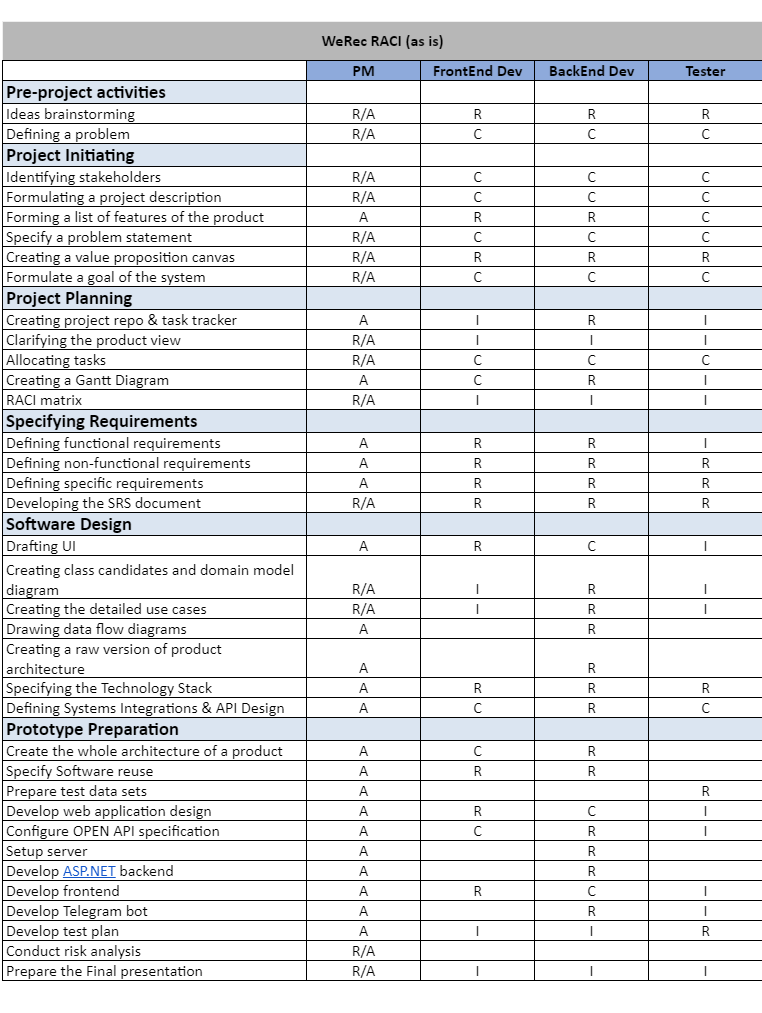 WeRec RACI (as is)
PM FrontEnd Dev BackEnd Dev Tester
Pre-project activities
Ideas brainstorming R/A R R R
Defining a problem R/A C C C
Project Initiating
Identifying stakeholders R/A C C C
Formulating a project description R/A C C C
Forming a list of features of the product A R R C
Specify a problem statement R/A C C C
Creating a value proposition canvas R/A R R R
Formulate a goal of the system R/A C C C
Project Planning
Creating project repo & task tracker A I R I
Clarifying the product view R/A I I I
Allocating tasks R/A C C C
Creating a Gantt Diagram A C R I
RACI matrix R/A I I I
Specifying Requirements
Defining functional requirements A R R I
Defining non-functional requirements A R R R
Defining specific requirements A R R R
Developing the SRS document R/A R R R
Software Design
Drafting UI A R C I
Creating class candidates and domain model
diagram R/A I R I
Creating the detailed use cases R/A I R I
Drawing data flow diagrams A R
Creating a raw version of product
architecture A R
Specifying the Technology Stack A R R R
Defining Systems Integrations & API Design A C R C
Prototype Preparation
Create the whole architecture of a product A C R
Specify Software reuse A R R
Prepare test data sets A R
Develop web application design A R C I
Configure OPEN API specification A C R I
Setup server A R
Develop ASP.NET backend A R
Develop frontend A R C I
Develop Telegram bot A R I
Develop test plan A I I R
Conduct risk analysis R/A
Prepare the Final presentation R/A I I I